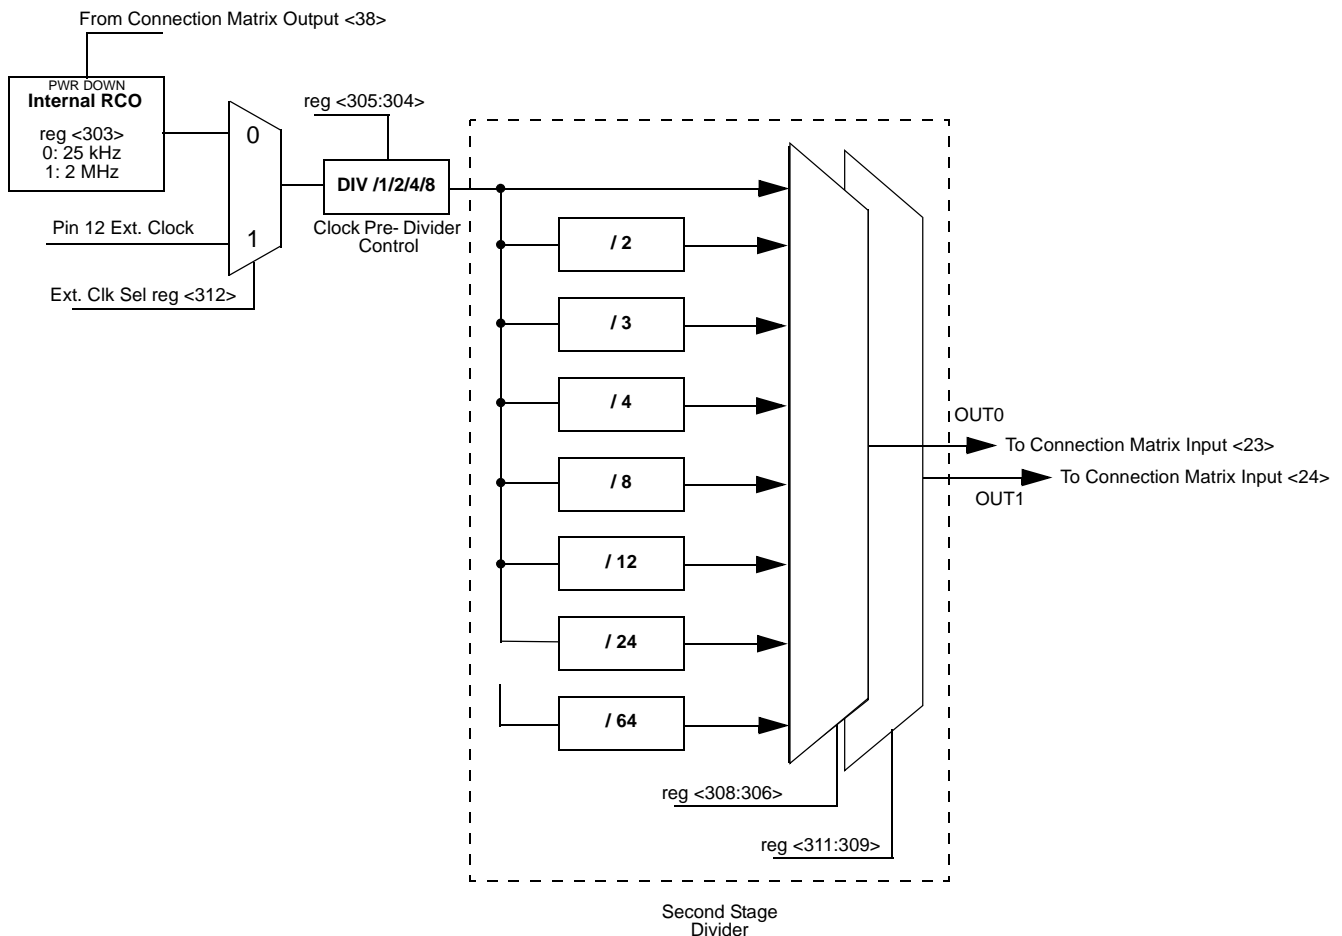 From Connection Matrix Output <38>
PWR DOWN
Internal RCO
reg <303>
0: 25 kHz
1: 2 MHz
0
1
Pin 12 Ext. Clock
Ext. Clk Sel reg <312>
reg <305:304>
DIV /1/2/4/8
Clock Pre- Divider
Control
/ 2
/ 3
/ 4
/ 8
/ 12
/ 24
/ 64
OUT0
To Connection Matrix Input <23>
To Connection Matrix Input <24>
OUT1
reg <308:306>
reg <311:309>
Second Stage
Divider